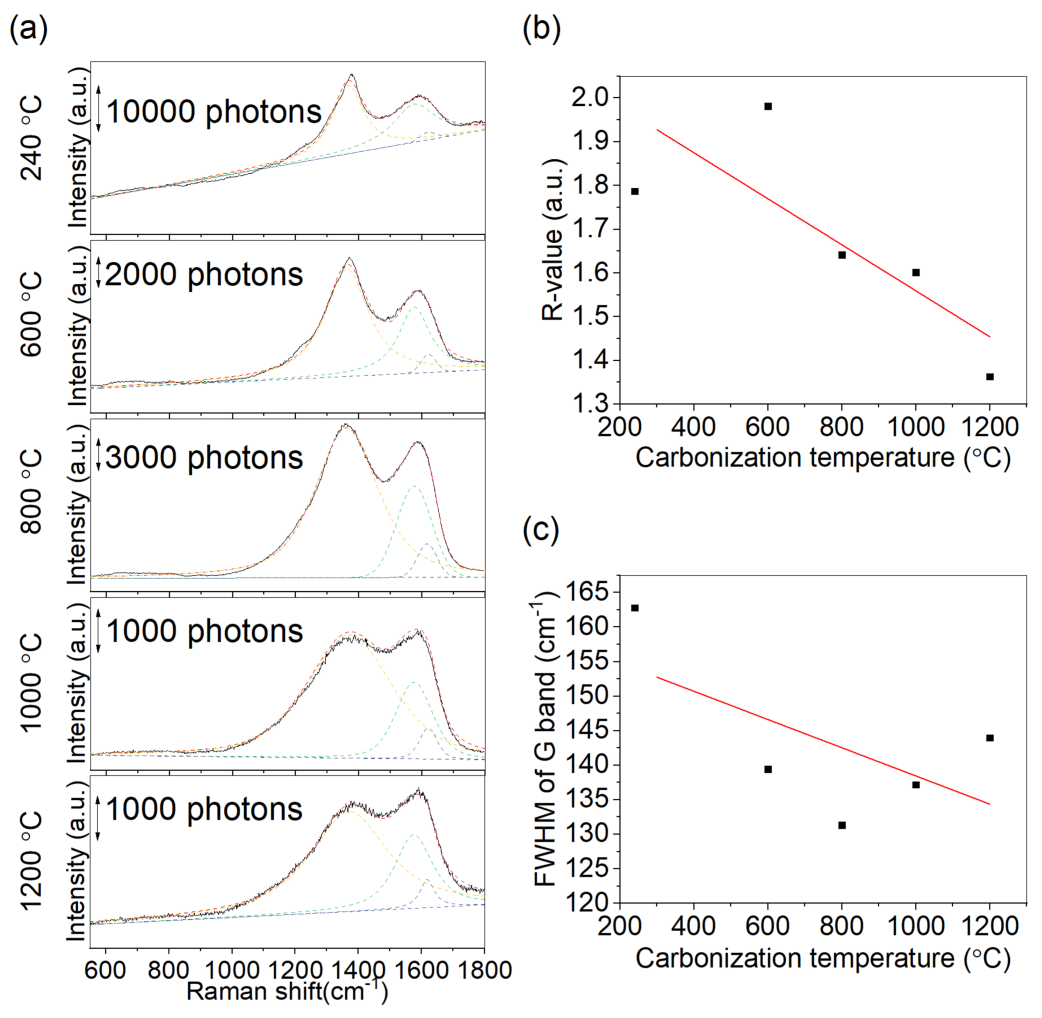 (a)
240 °C
Intensity (a.u.)
10000 photons
600 °C
Intensity (a.u.)
2000 photons
800 °C
Intensity (a.u.)
3000 photons
1000 °C
Intensity (a.u.)
1000 photons
1200 °C
Intensity (a.u.)
1000 photons
600 800 1000 1200 1400 1600 1800
Raman shift(cm⁻¹)
(b)
R-value (a.u.)
2.0
1.9
1.8
1.7
1.6
1.5
1.4
1.3
200 400 600 800 1000 1200
Carbonization temperature (°C)
(c)
FWHM of G band (cm⁻¹)
165
160
155
150
145
140
135
130
125
120
200 400 600 800 1000 1200
Carbonization temperature (°C)